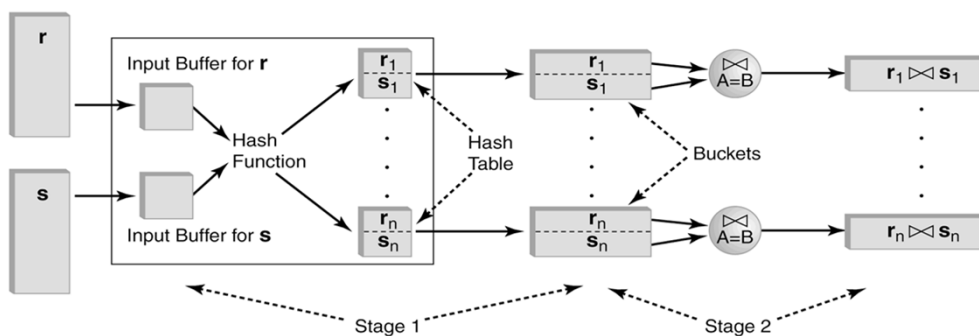 r
Input Buffer for r
r1
s1
r1
s1
⋈
A=B
r1 ⋈ s1
Hash
Function
Hash
Table
Buckets
s
Input Buffer for s
rn
sn
rn
sn
⋈
A=B
rn ⋈ sn
Stage 1
Stage 2